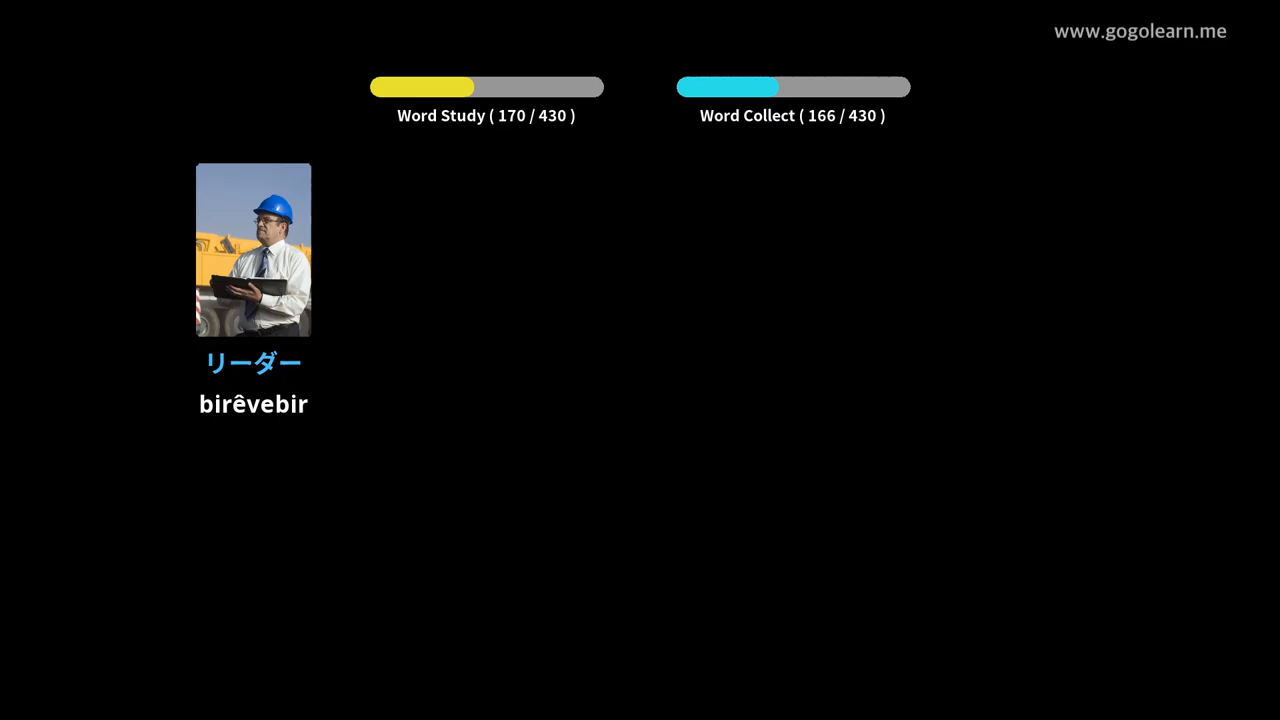 www.gogolearn.me
Word Study ( 170 / 430 )
Word Collect ( 166 / 430 )
リーダー
birêvebir